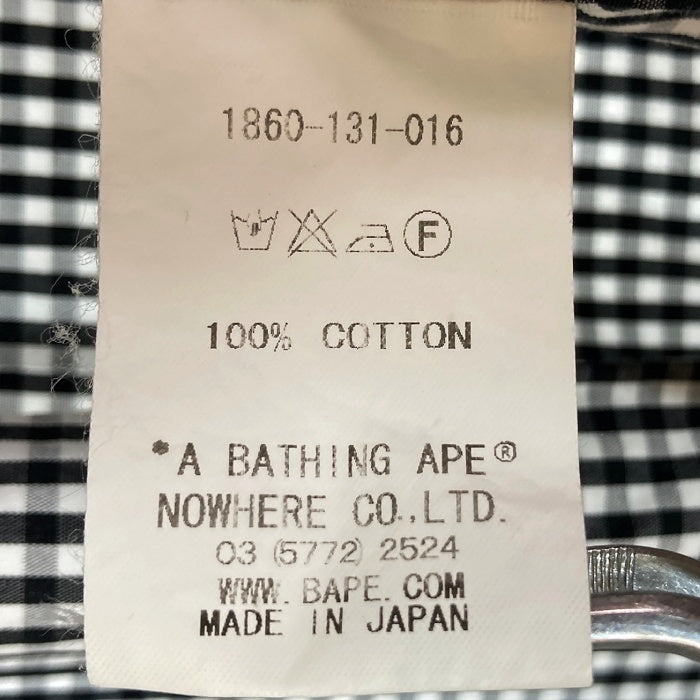 1860-131-016
F
100% COTTON
*A BATHING APE®
NOWHERE CO.,LTD.
03 (5772) 2524
WWW. BAPE. COM
MADE IN JAPAN